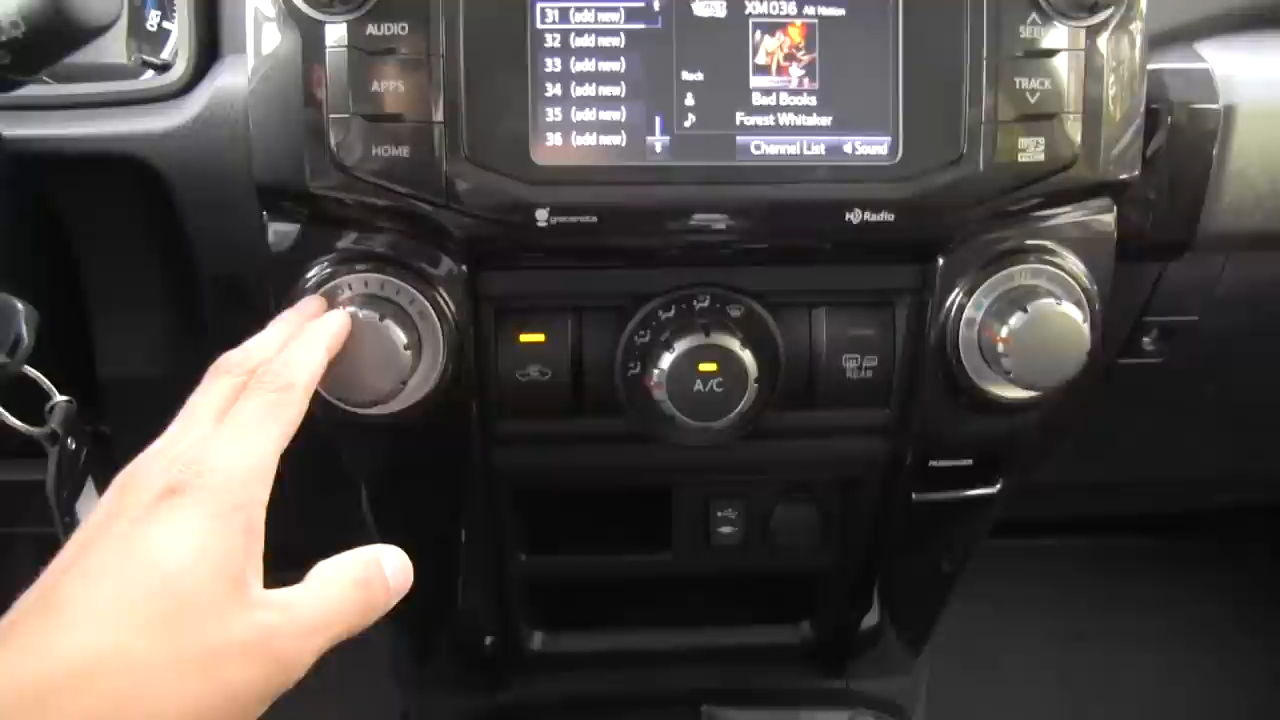 AUDIO
APPS
HOME
31 (add new)
32 (add new)
33 (add new)
34 (add new)
35 (add new)
36 (add new)
XM036 Alt Nation
Rock
Bad Books
Forest Whitaker
Channel List
Sound
SEEK
TRACK
gracenote
HD Radio
A/C
REAR
PASSENGER